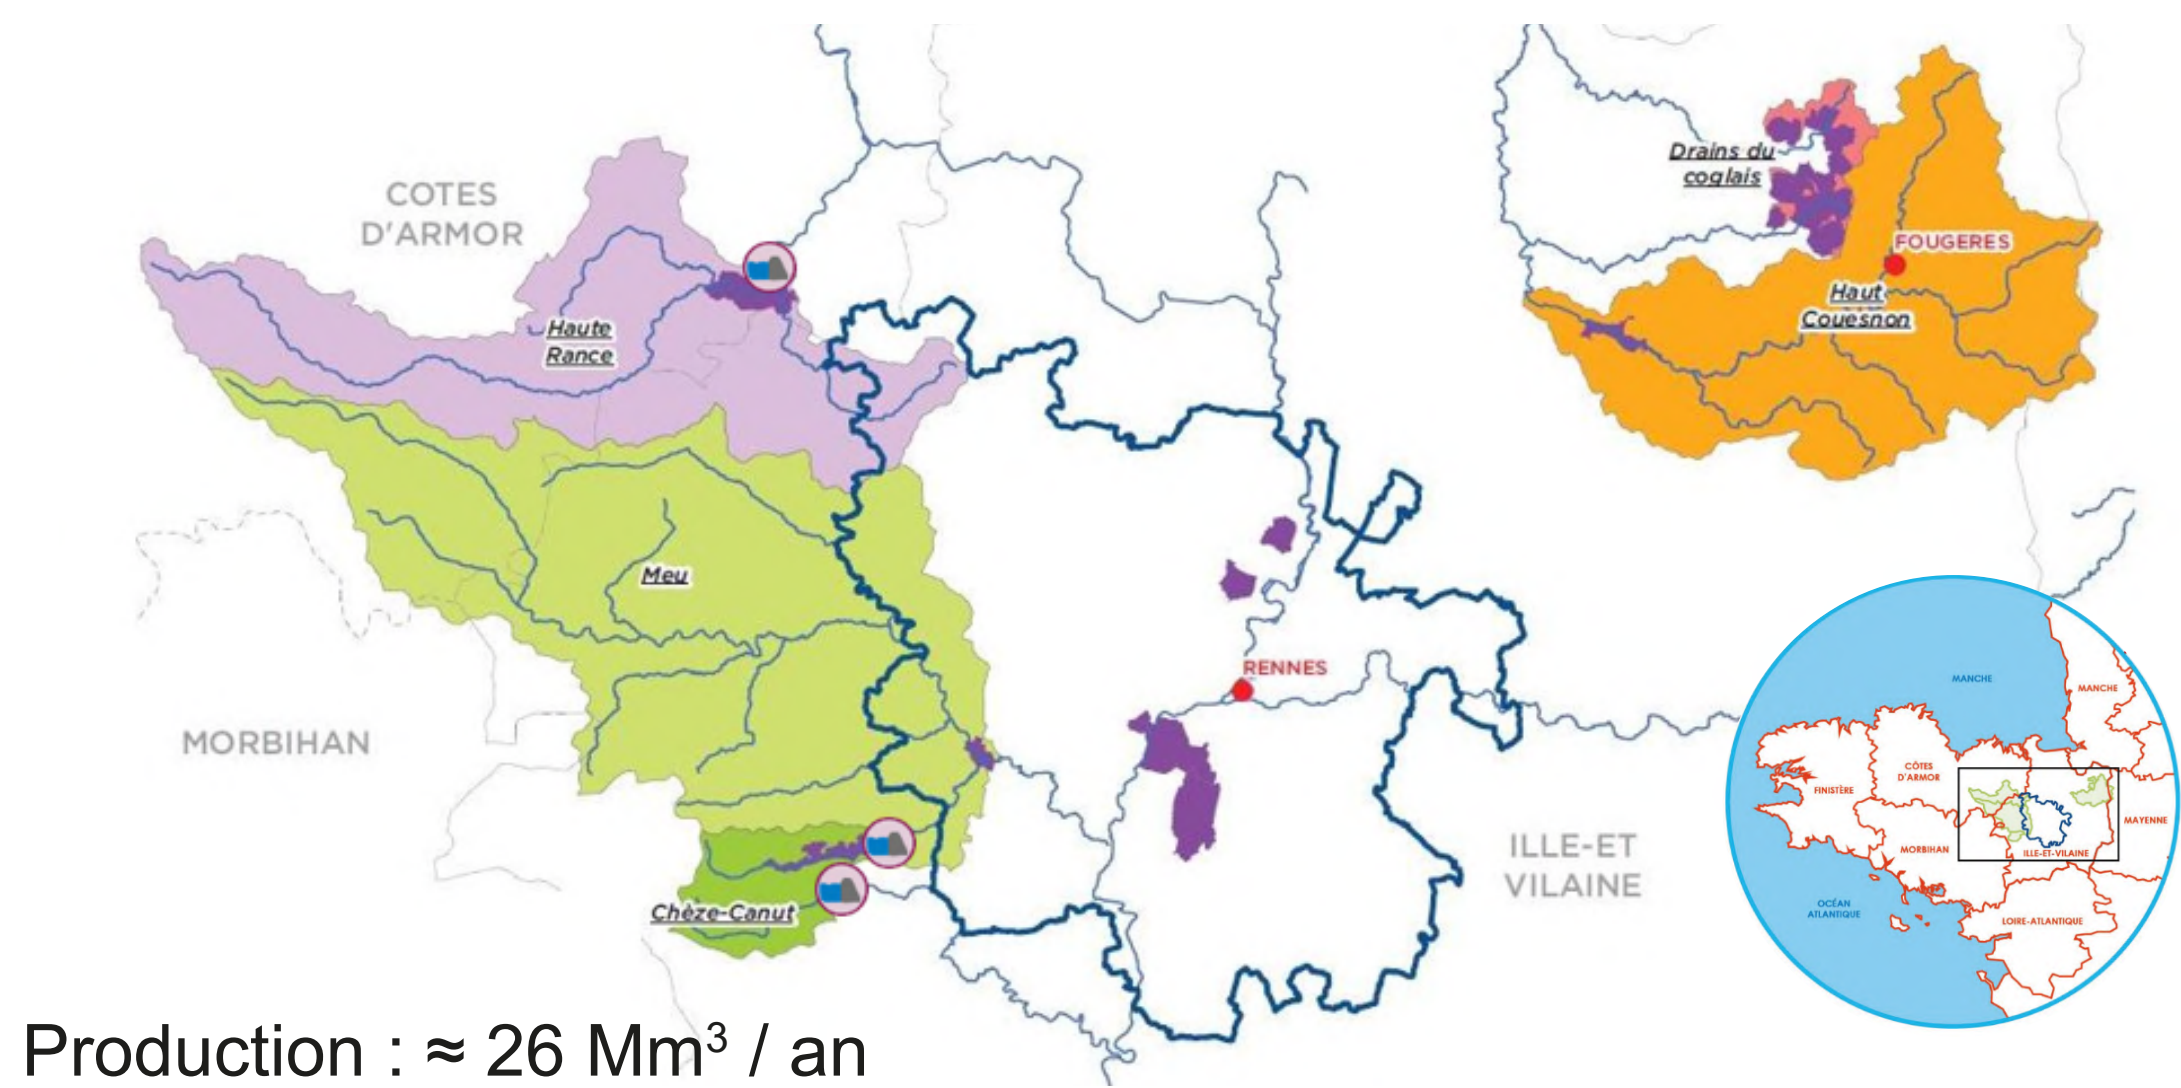 COTES
D'ARMOR
Drains du
coglais
FOUGERES
Haut
Couesnon
Haute
Rance
Meu
RENNES
MORBIHAN
Chèze-Canut
ILLE-ET
VILAINE
MANCHE
MANCHE
CÔTES
D'ARMOR
FINISTÈRE
MAYENNE
MORBIHAN
ILLE-ET-VILAINE
OCÉAN
ATLANTIQUE
LOIRE-ATLANTIQUE
Production : ≈ 26 Mm³ / an